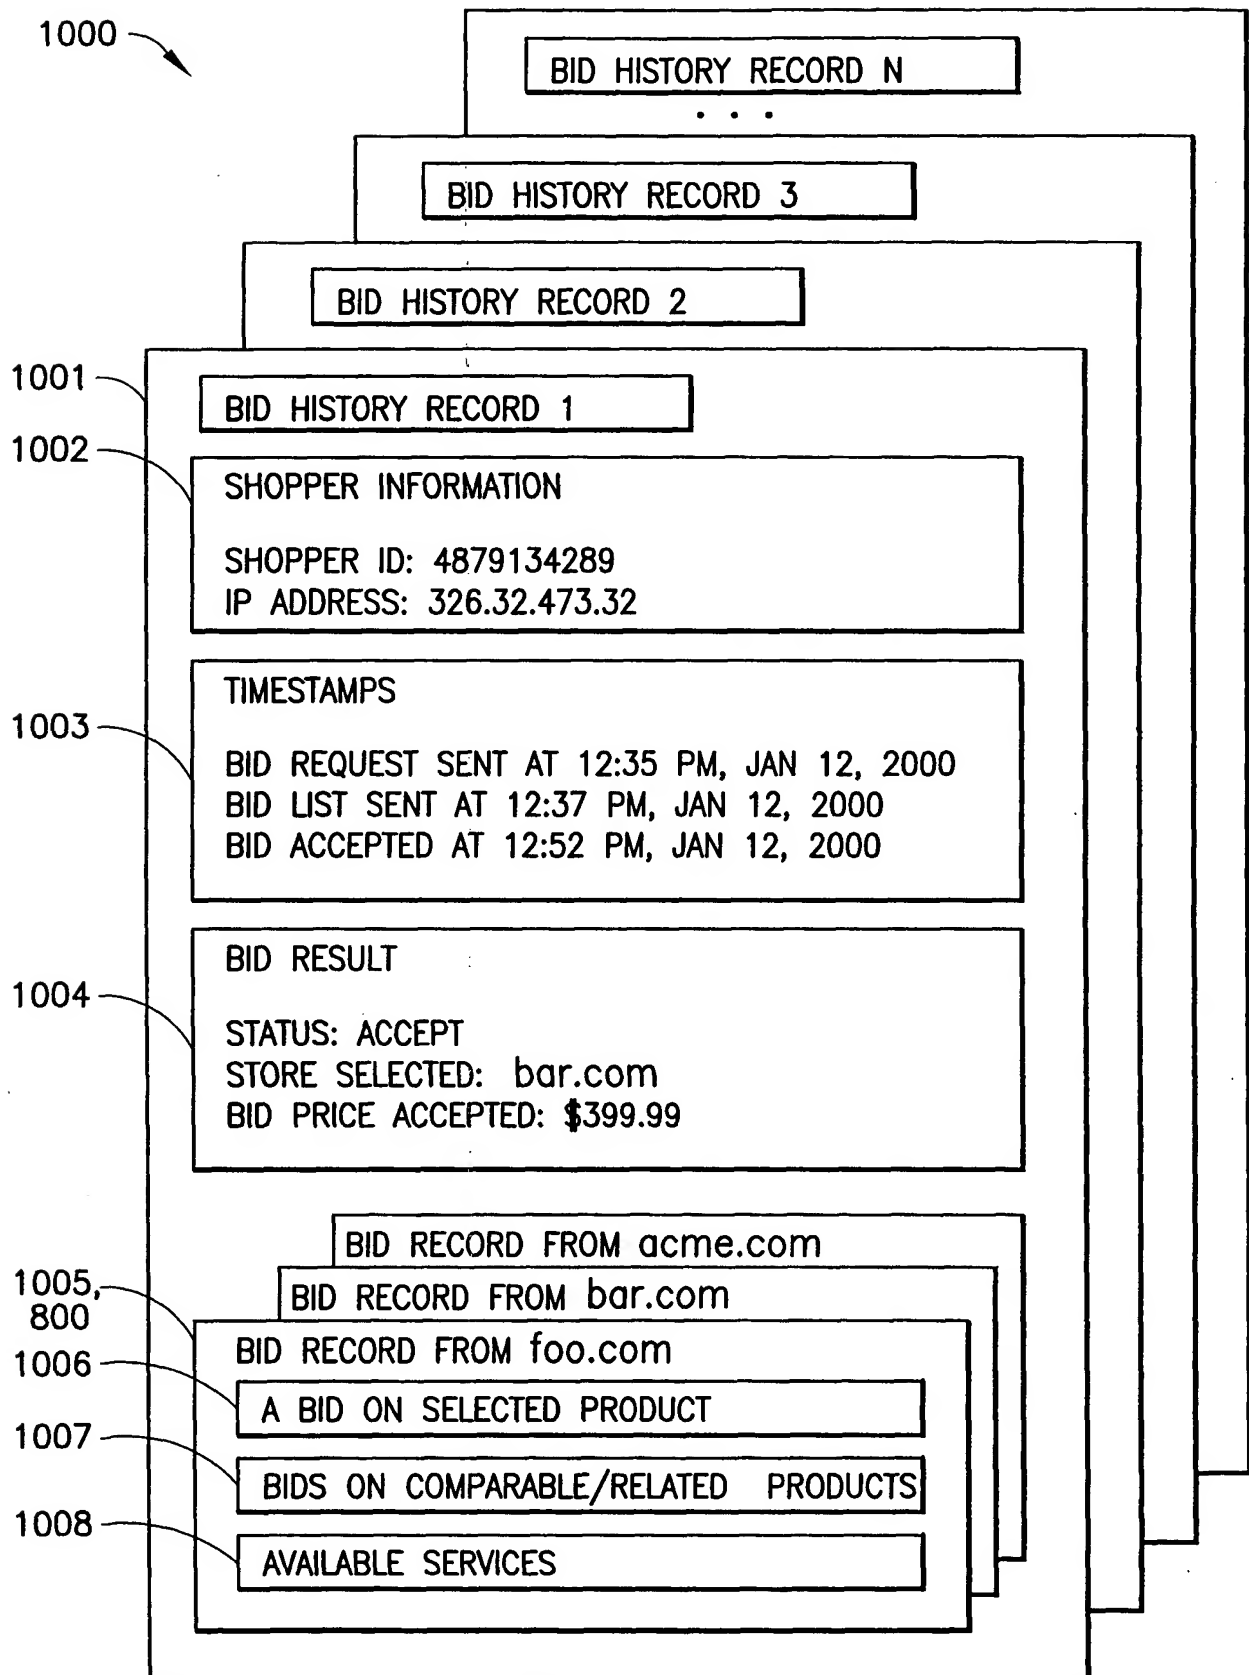 1000
BID HISTORY RECORD N
. . .
BID HISTORY RECORD 3
BID HISTORY RECORD 2
1001
BID HISTORY RECORD 1
1002
SHOPPER INFORMATION
SHOPPER ID: 4879134289
IP ADDRESS: 326.32.473.32
TIMESTAMPS
1003
BID REQUEST SENT AT 12:35 PM, JAN 12, 2000
BID LIST SENT AT 12:37 PM, JAN 12, 2000
BID ACCEPTED AT 12:52 PM, JAN 12, 2000
BID RESULT
1004
STATUS: ACCEPT
STORE SELECTED: bar.com
BID PRICE ACCEPTED: $399.99
BID RECORD FROM acme.com
1005,
800
BID RECORD FROM bar.com
BID RECORD FROM foo.com
1006
A BID ON SELECTED PRODUCT
1007
BIDS ON COMPARABLE/RELATED PRODUCTS
1008
AVAILABLE SERVICES